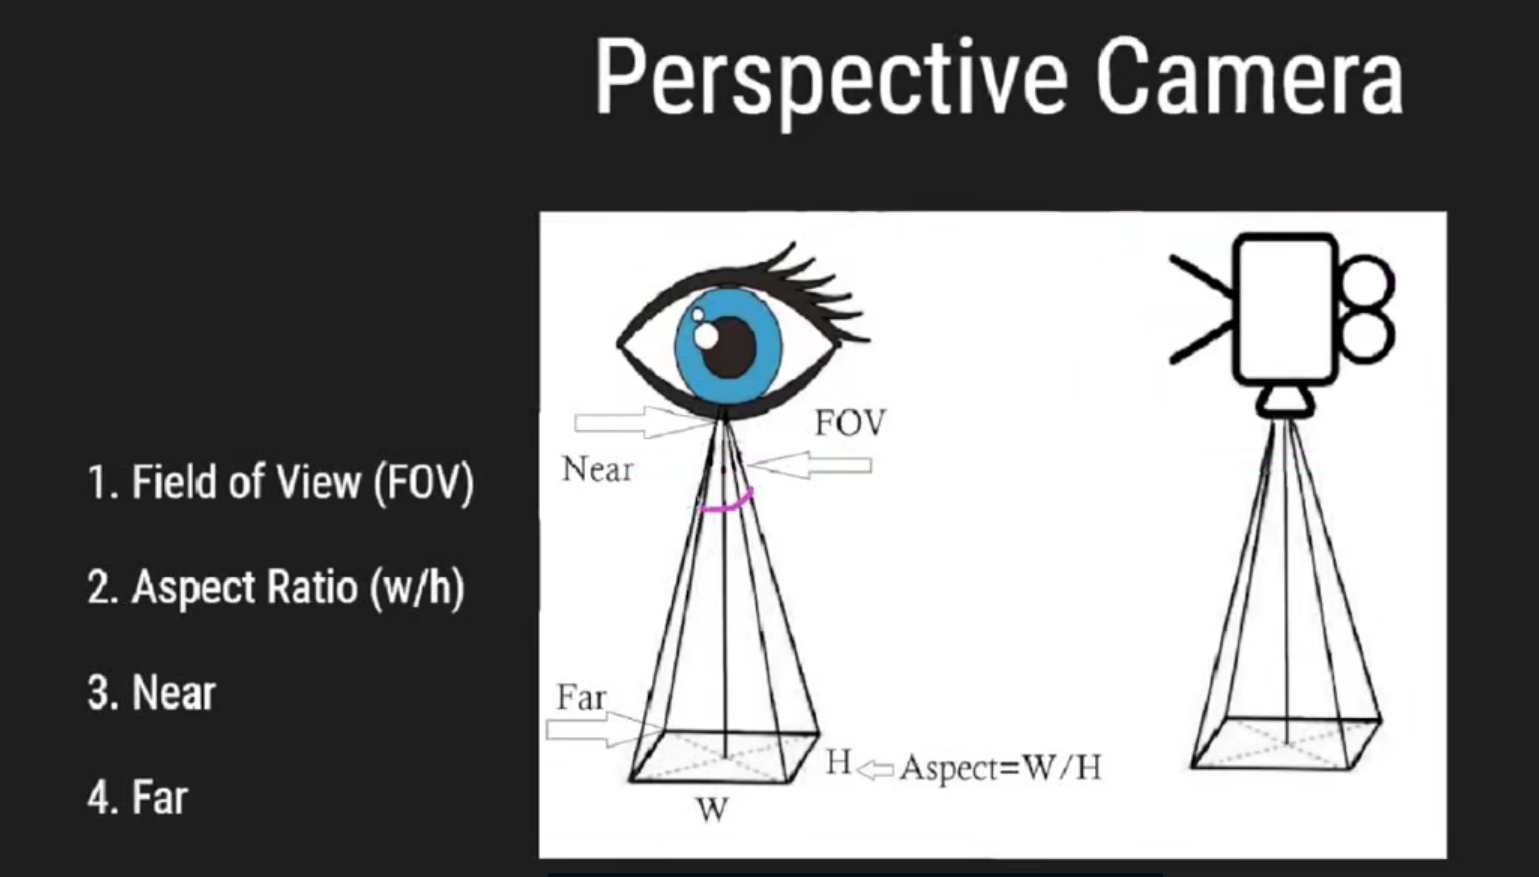 Perspective Camera
1. Field of View (FOV)
2. Aspect Ratio (w/h)
3. Near
4. Far
FOV
Near
Far
H
Aspect=W/H
W